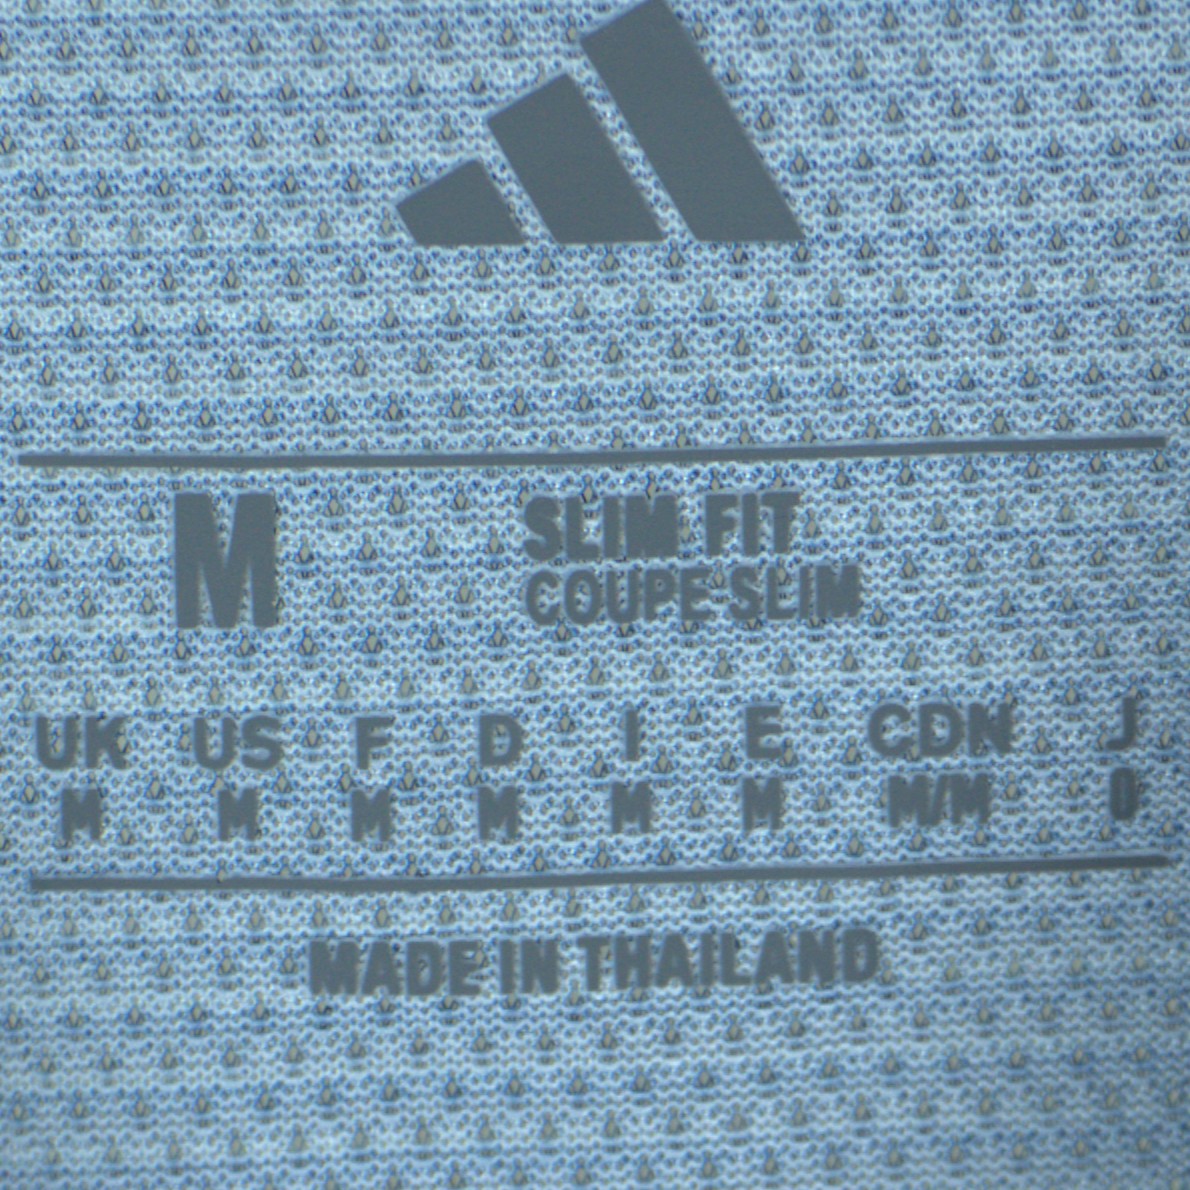 M
SLIM FIT
COUPE SLIM
UK US F D I E CDN J
M M M M M M M/M O
MADE IN THAILAND